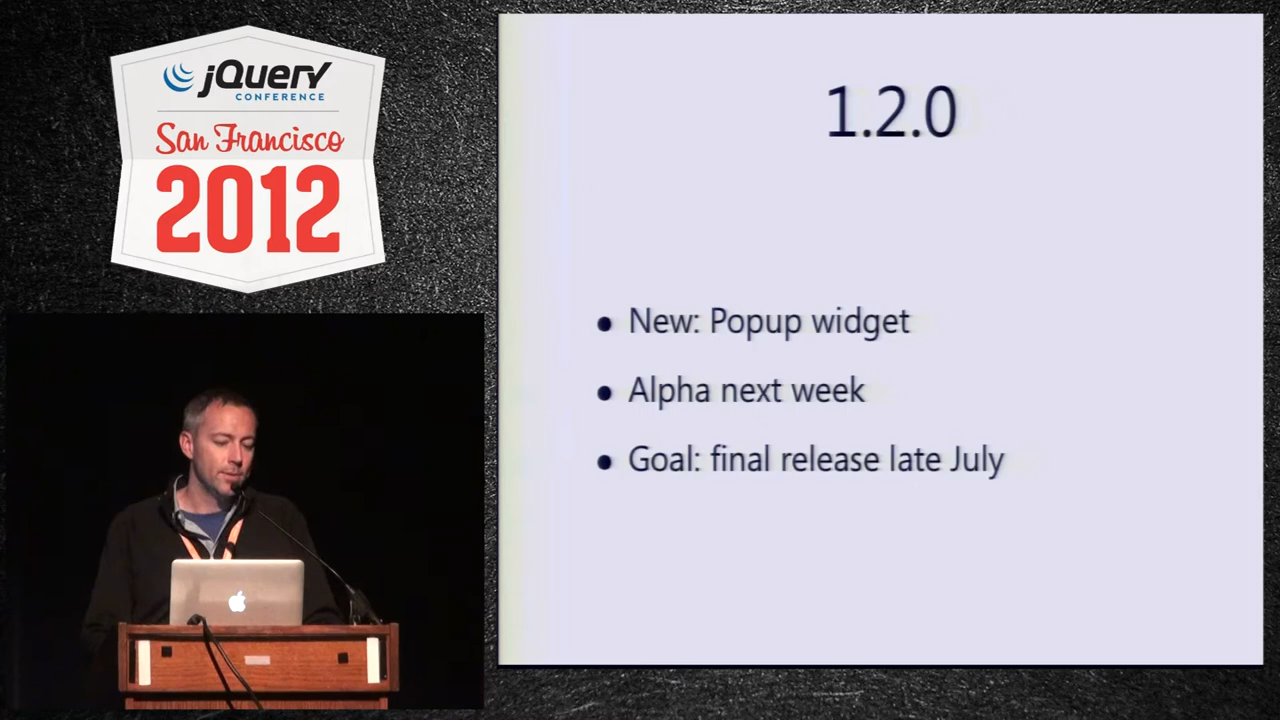 jQuery
CONFERENCE
San Francisco
2012
1.2.0
• New: Popup widget
• Alpha next week
• Goal: final release late July